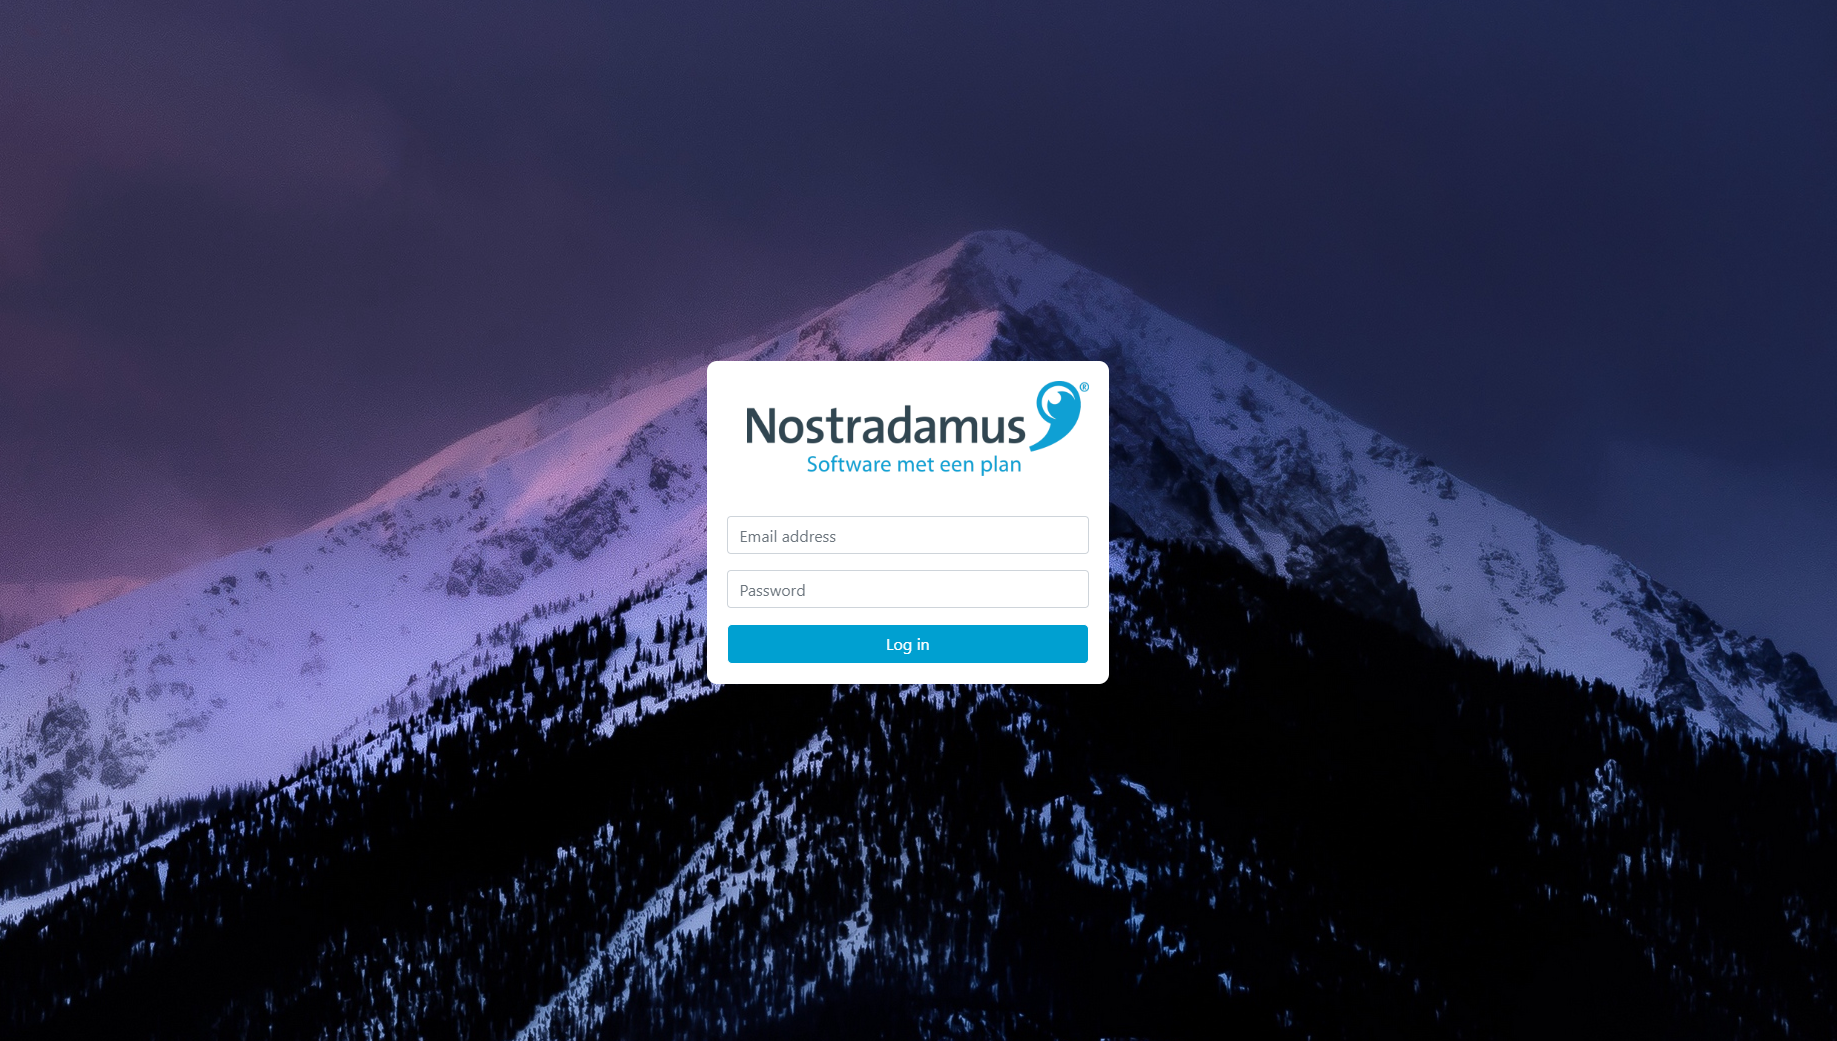 Nostradamus®
Software met een plan
Email address
Password
Log in